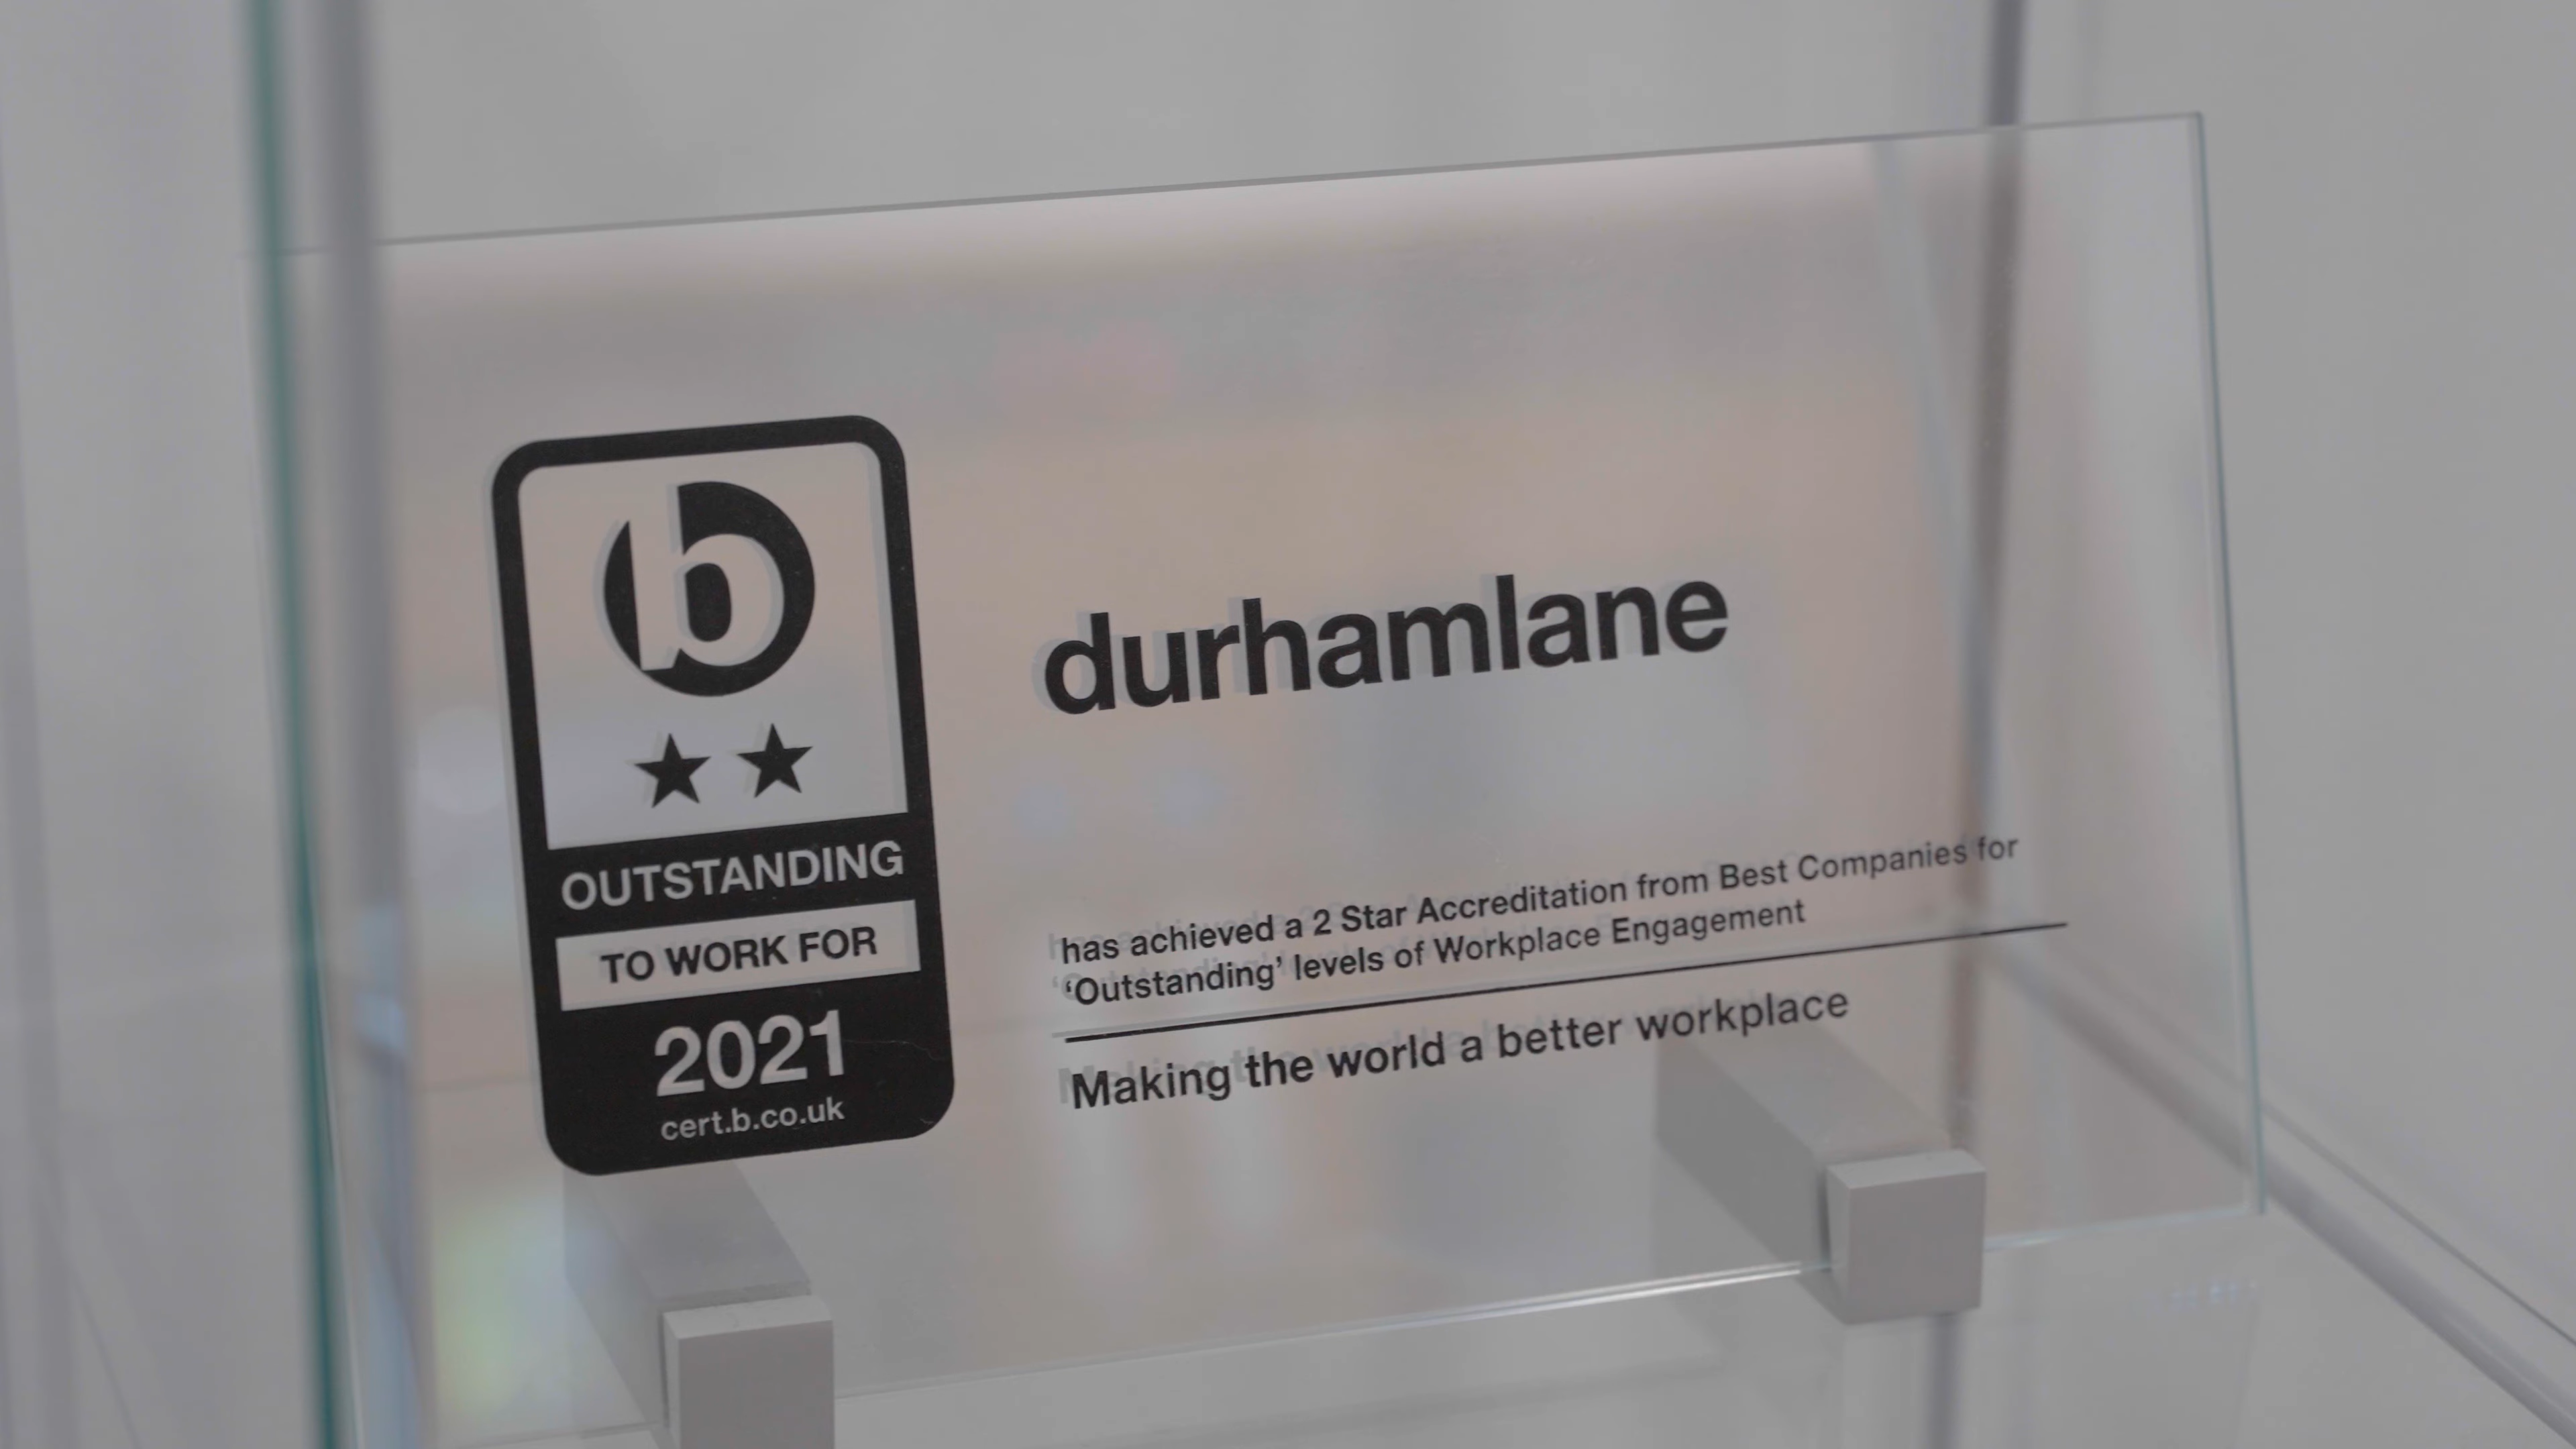 b
OUTSTANDING
TO WORK FOR
2021
cert.b.co.uk
durhamlane
has achieved a 2 Star Accreditation from Best Companies for
‘Outstanding’ levels of Workplace Engagement
Making the world a better workplace